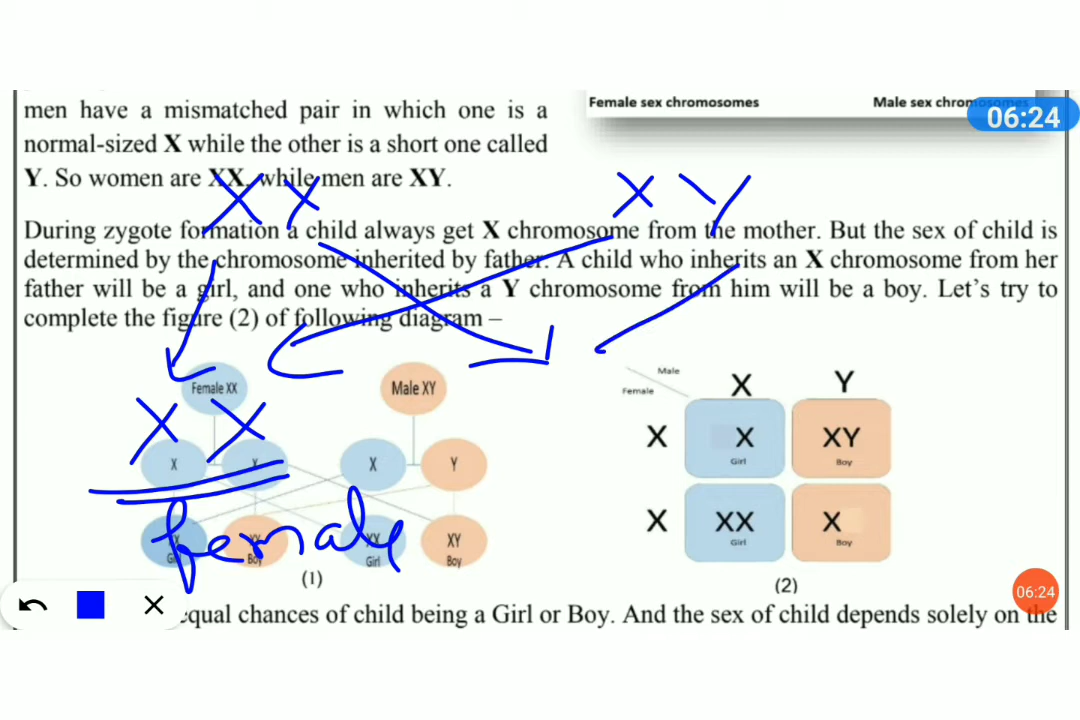 Female sex chromosomes Male sex chromosomes
06:24
men have a mismatched pair in which one is a
normal-sized X while the other is a short one called
Y. So women are XX, while men are XY.
X X X Y
During zygote formation a child always get X chromosome from the mother. But the sex of child is
determined by the chromosome inherited by father. A child who inherits an X chromosome from her
father will be a girl, and one who inherits a Y chromosome from him will be a boy. Let's try to
complete the figure (2) of following diagram –
Female XX Male XY
X X
X X X Y
female
XX XY XX XY
Girl Boy Girl Boy
(1)
Male
Female
X Y
X X XY
Girl Boy
X XX X
Girl Boy
(2)
06:24
equal chances of child being a Girl or Boy. And the sex of child depends solely on the